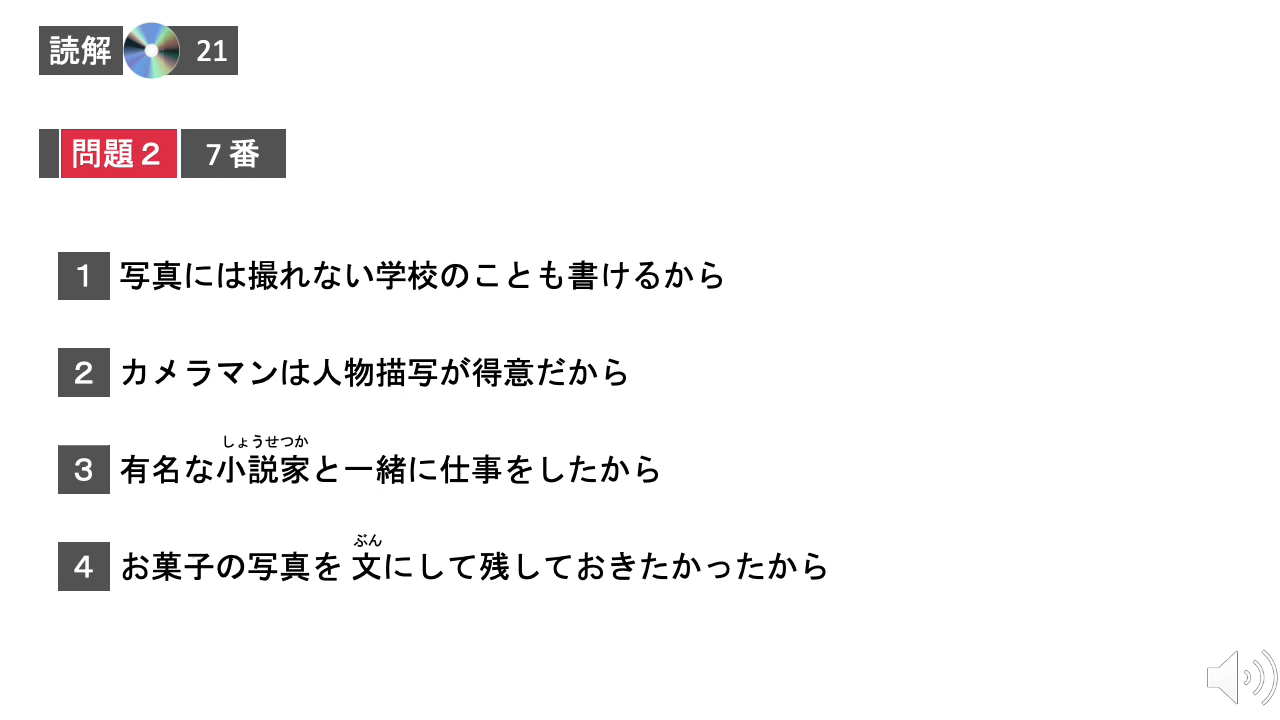 読解 21
問題２ 7 番
1 写真には撮れない学校のことも書けるから
2 カメラマンは人物描写が得意だから
しょうせつか
3 有名な小説家と一緒に仕事をしたから
ぶん
4 お菓子の写真を文にして残しておきたかったから